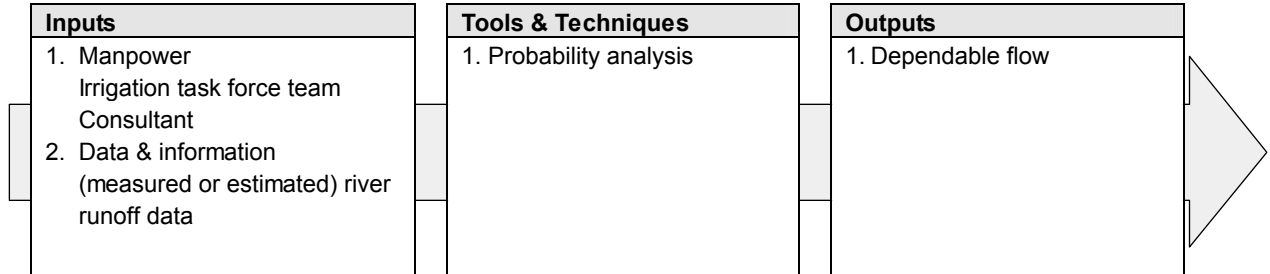 Inputs
1. Manpower
Irrigation task force team
Consultant
2. Data & information
(measured or estimated) river
runoff data
Tools & Techniques
1. Probability analysis
Outputs
1. Dependable flow